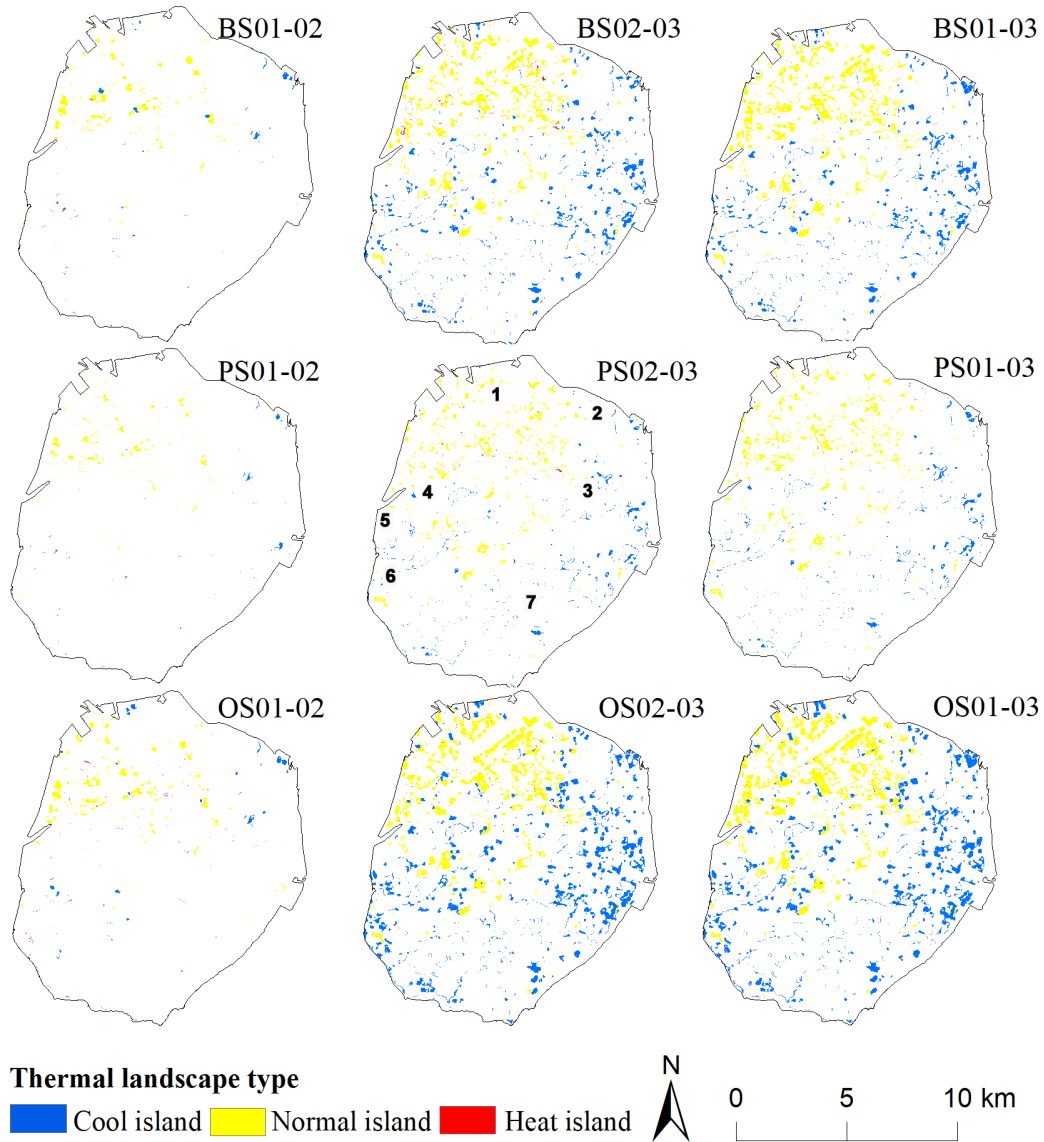 BS01-02 BS02-03 BS01-03
PS01-02 PS02-03 PS01-03
1
2
4 3
5
6
7
OS01-02 OS02-03 OS01-03
Thermal landscape type
Cool island Normal island Heat island
N
0 5 10 km